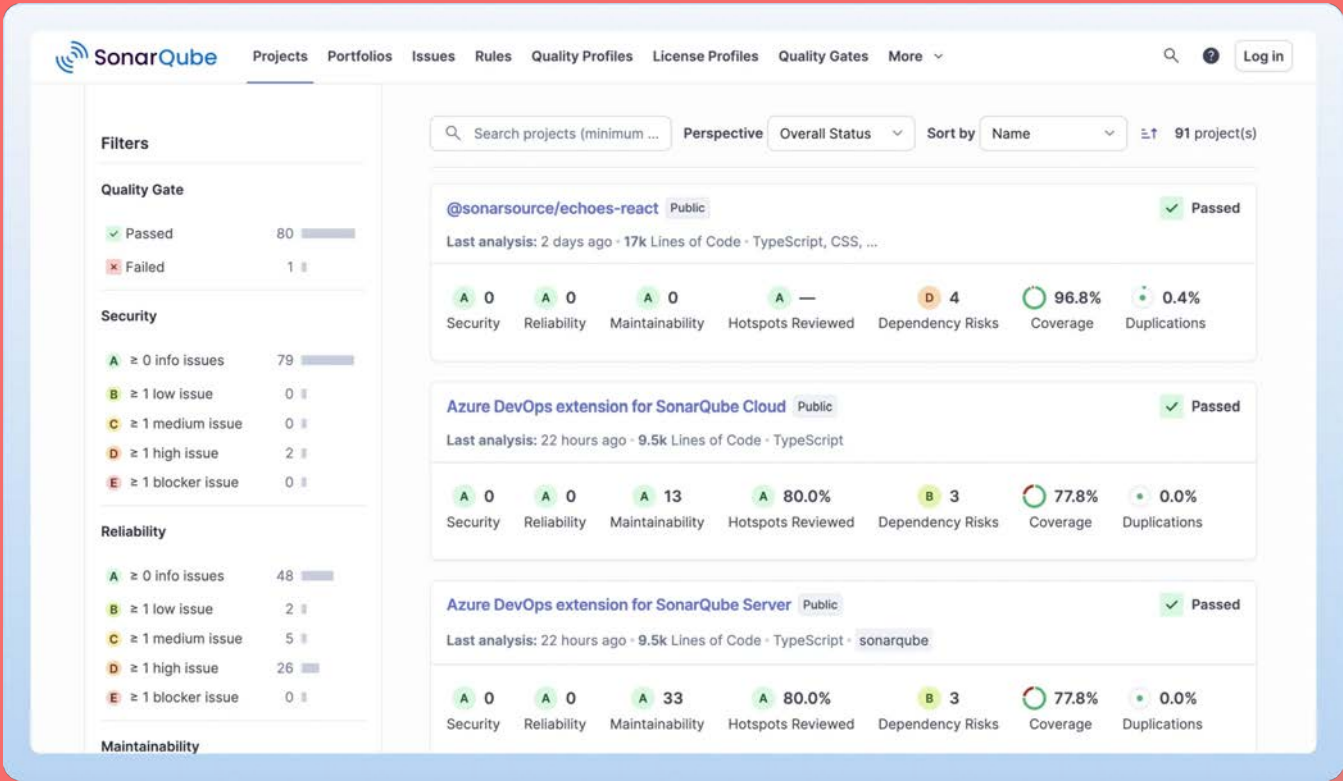 SonarQube Projects Portfolios Issues Rules Quality Profiles License Profiles Quality Gates More Log in
Filters
Quality Gate
Passed 80
Failed 1
Security
A ≥ 0 info issues 79
B ≥ 1 low issue 0
C ≥ 1 medium issue 0
D ≥ 1 high issue 2
E ≥ 1 blocker issue 0
Reliability
A ≥ 0 info issues 48
B ≥ 1 low issue 2
C ≥ 1 medium issue 5
D ≥ 1 high issue 26
E ≥ 1 blocker issue 0
Maintainability
Search projects (minimum ... Perspective Overall Status Sort by Name 91 project(s)
@sonarsource/echoes-react Public Passed
Last analysis: 2 days ago · 17k Lines of Code · TypeScript, CSS, ...
A 0 A 0 A 0 A — D 4 96.8% 0.4%
Security Reliability Maintainability Hotspots Reviewed Dependency Risks Coverage Duplications
Azure DevOps extension for SonarQube Cloud Public Passed
Last analysis: 22 hours ago · 9.5k Lines of Code · TypeScript
A 0 A 0 A 13 A 80.0% B 3 77.8% 0.0%
Security Reliability Maintainability Hotspots Reviewed Dependency Risks Coverage Duplications
Azure DevOps extension for SonarQube Server Public Passed
Last analysis: 22 hours ago · 9.5k Lines of Code · TypeScript · sonarqube
A 0 A 0 A 33 A 80.0% B 3 77.8% 0.0%
Security Reliability Maintainability Hotspots Reviewed Dependency Risks Coverage Duplications